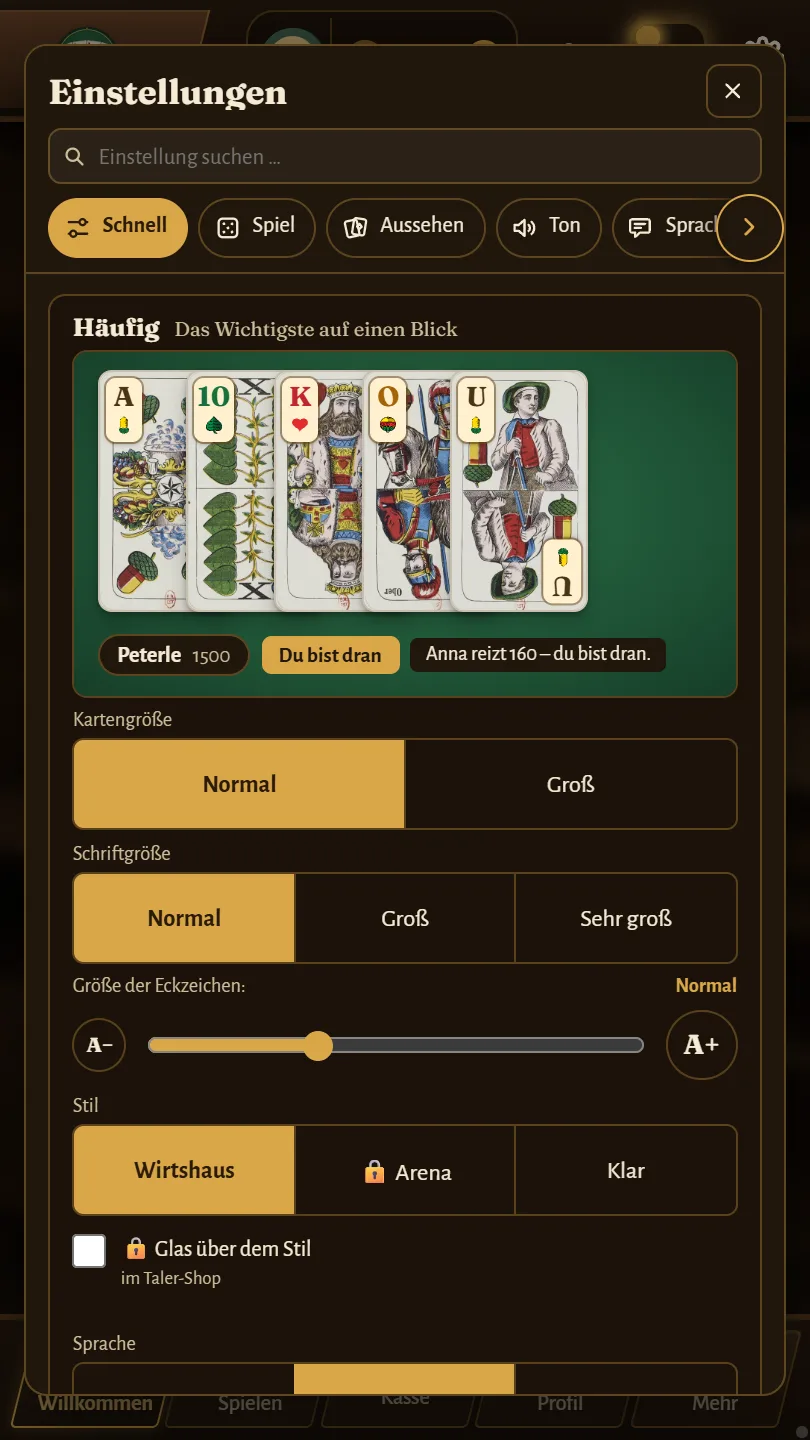 Einstellungen
Einstellung suchen ...
Schnell
Spiel
Aussehen
Ton
Häufig Das Wichtigste auf einen Blick
A
10
K
O
U
X
X
Ober
U
Peterle 1500
Du bist dran
Anna reizt 160 – du bist dran.
Kartengröße
Normal
Groß
Schriftgröße
Normal
Groß
Sehr groß
Größe der Eckzeichen:
Normal
A−
A+
Stil
Wirtshaus
Arena
Klar
Glas über dem Stil
im Taler-Shop
Sprache
Willkommen
Spielen
Kasse
Profil
Mehr